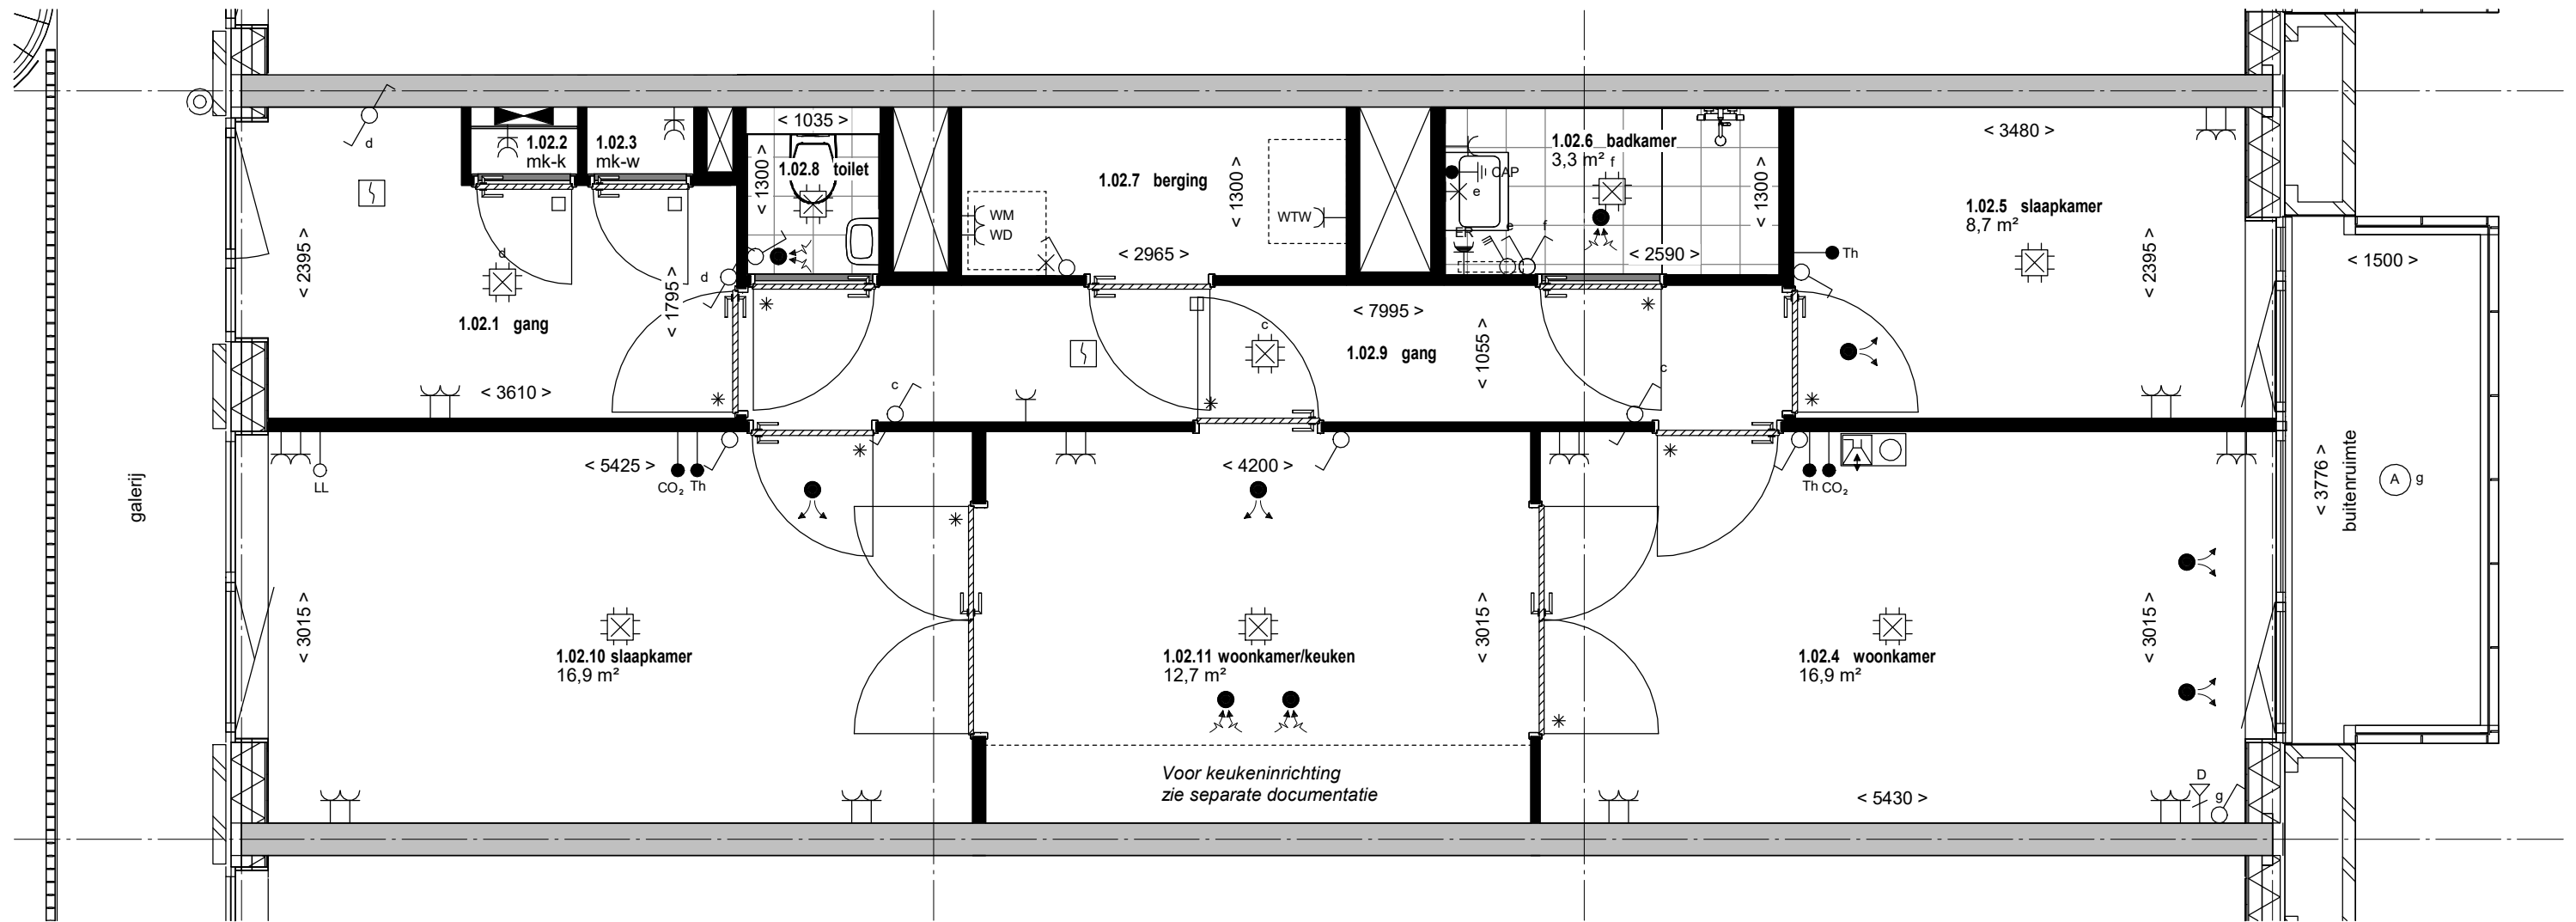 < 1035 >
< 3480 >
d
1.02.2
mk-k
1.02.3
mk-w
1.02.8 toilet
< 1300 >
1.02.7 berging
< 1300 >
1.02.6 badkamer
3,3 m²
f
CAP
e
< 1300 >
1.02.5 slaapkamer
8,7 m²
WM
WD
WTW
ER
e
f
< 2395 >
d
d
< 1795 >
< 2965 >
< 2590 >
Th
< 2395 >
< 1500 >
1.02.1 gang
< 7995 >
c
1.02.9 gang
< 1055 >
< 3610 >
c
c
galerij
LL
< 5425 >
CO₂
Th
< 4200 >
Th
CO₂
< 3776 >
buitenruimte
A
g
< 3015 >
1.02.10 slaapkamer
16,9 m²
1.02.11 woonkamer/keuken
12,7 m²
< 3015 >
1.02.4 woonkamer
16,9 m²
< 3015 >
Voor keukeninrichting
zie separate documentatie
< 5430 >
D
g